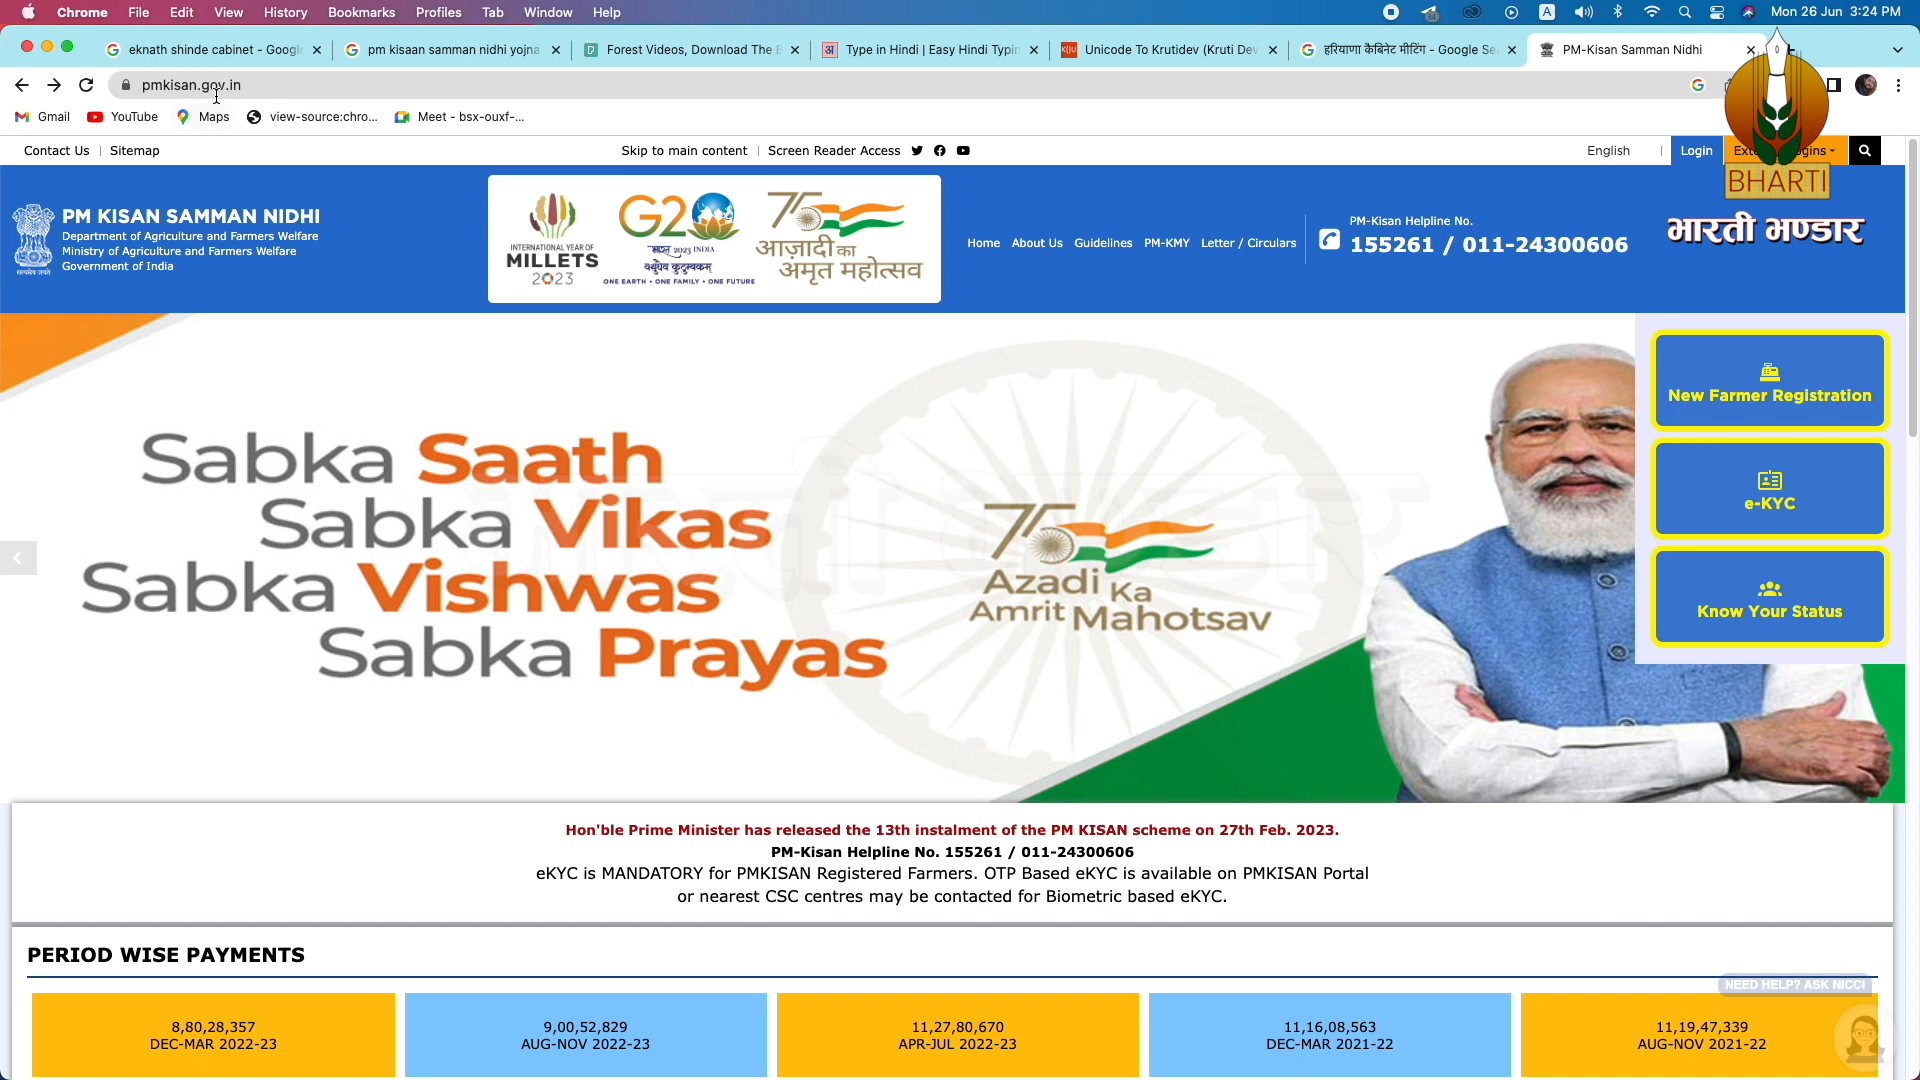 Chrome File Edit View History Bookmarks Profiles Tab Window Help
Mon 26 Jun 3:24 PM
eknath shinde cabinet - Google
pm kisaan samman nidhi yojna
Forest Videos, Download The B
Type in Hindi | Easy Hindi Typin
Unicode To Krutidev (Kruti Dev
हरियाणा कैबिनेट मीटिंग - Google Se
PM-Kisan Samman Nidhi
pmkisan.gov.in
Gmail YouTube Maps view-source:chro... Meet - bsx-ouxf-...
Contact Us | Sitemap
Skip to main content | Screen Reader Access
English | Login
BHARTI
भारती भण्डार
PM KISAN SAMMAN NIDHI
Department of Agriculture and Farmers Welfare
Ministry of Agriculture and Farmers Welfare
Government of India
INTERNATIONAL YEAR OF
MILLETS
2023
G20
भारत 2023 INDIA
वसुधैव कुटुम्बकम्
ONE EARTH • ONE FAMILY • ONE FUTURE
75
आज़ादी का
अमृत महोत्सव
Home About Us Guidelines PM-KMY Letter / Circulars
PM-Kisan Helpline No.
155261 / 011-24300606
Sabka Saath
Sabka Vikas
Sabka Vishwas
Sabka Prayas
75
Azadi Ka
Amrit Mahotsav
New Farmer Registration
e-KYC
Know Your Status
Hon'ble Prime Minister has released the 13th instalment of the PM KISAN scheme on 27th Feb. 2023.
PM-Kisan Helpline No. 155261 / 011-24300606
eKYC is MANDATORY for PMKISAN Registered Farmers. OTP Based eKYC is available on PMKISAN Portal
or nearest CSC centres may be contacted for Biometric based eKYC.
PERIOD WISE PAYMENTS
NEED HELP? ASK NICCI
8,80,28,357
DEC-MAR 2022-23
9,00,52,829
AUG-NOV 2022-23
11,27,80,670
APR-JUL 2022-23
11,16,08,563
DEC-MAR 2021-22
11,19,47,339
AUG-NOV 2021-22